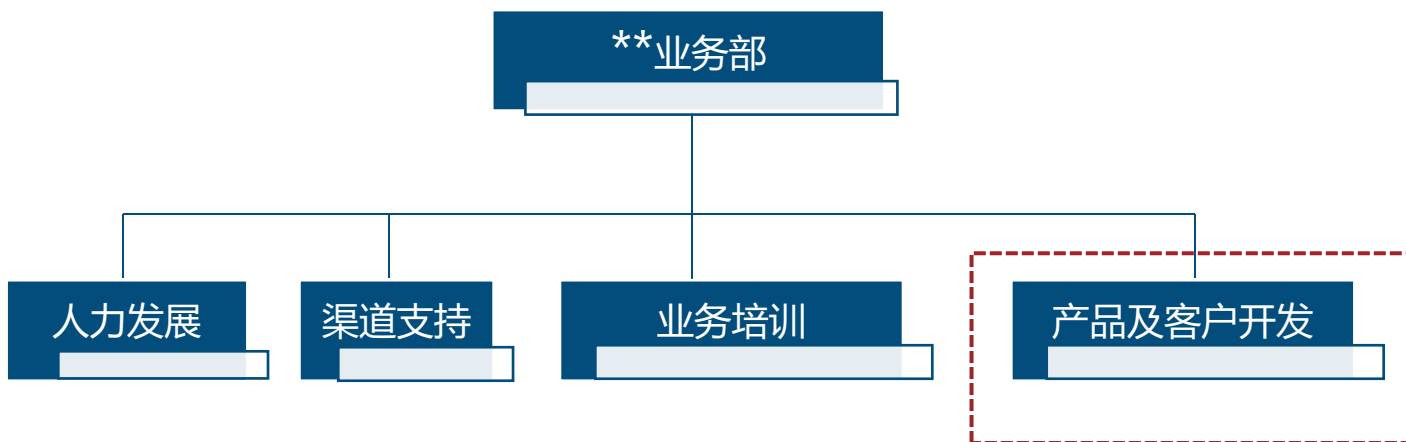 **业务部
人力发展
渠道支持
业务培训
产品及客户开发